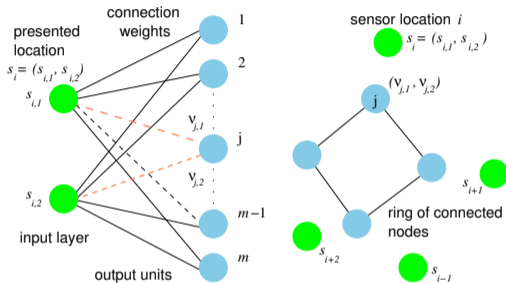 connection
weights
presented
location
s_i = (s_{i,1}, s_{i,2})
s_{i,1}
s_{i,2}
input layer
output units
1
2
ν_{j,1}
j
ν_{j,2}
m−1
m
sensor location i
s_i = (s_{i,1}, s_{i,2})
(ν_{j,1}, ν_{j,2})
j
s_{i+1}
ring of connected
nodes
s_{i+2}
s_{i−1}